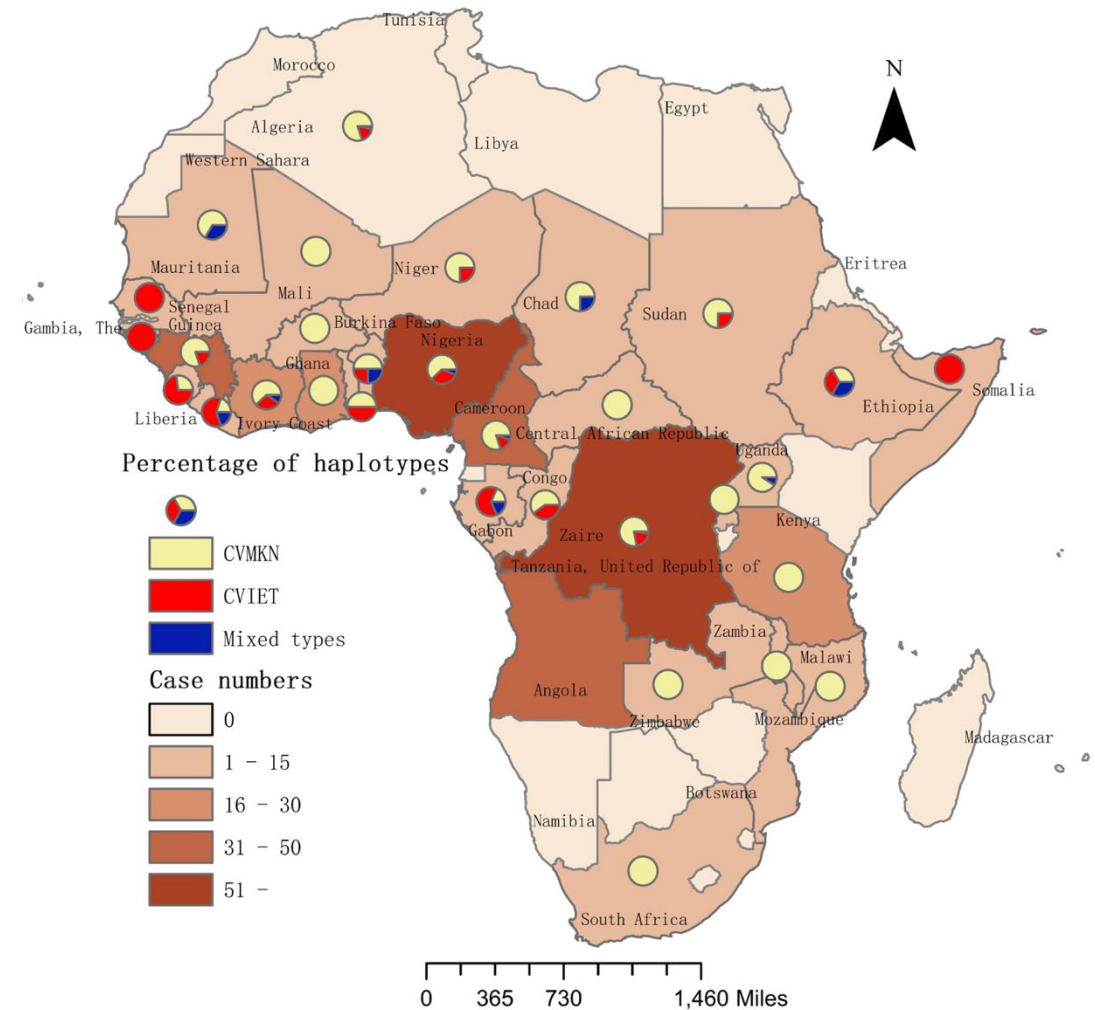 Tunisia
N
Morocco
Egypt
Algeria
Libya
Western Sahara
Eritrea
Mauritania
Niger
Mali
Chad
Senegal
Sudan
Gambia, The
Guinea
Burkina Faso
Nigeria
Ghana
Somalia
Ethiopia
Cameroon
Liberia
Ivory Coast
Central African Republic
Uganda
Percentage of haplotypes
Congo
Kenya
Gabon
Zaire
CVMKN
Tanzania, United Republic of
CVIET
Zambia
Mixed types
Malawi
Case numbers
Angola
0
Zimbabwe
Mozambique
Madagascar
1 - 15
Botswana
16 - 30
Namibia
31 - 50
51 -
South Africa
0 365 730 1,460 Miles